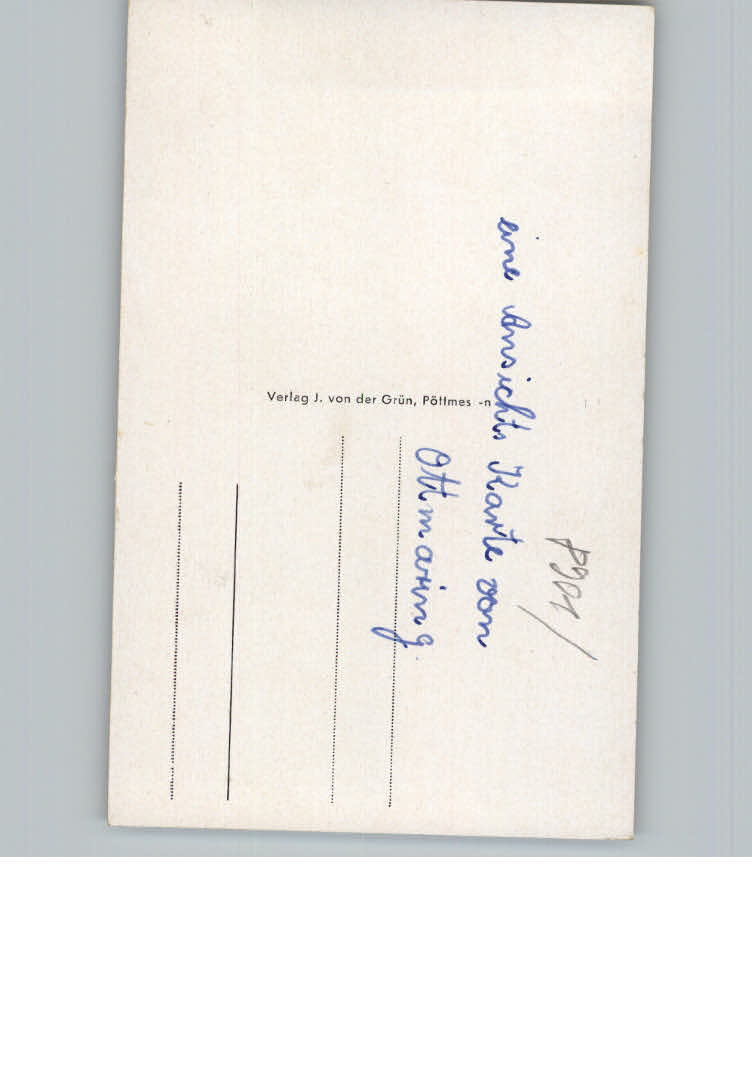 eine Ansichts Karte von
Ottmaring
Verlag J. von der Grün, Pöttmes -n